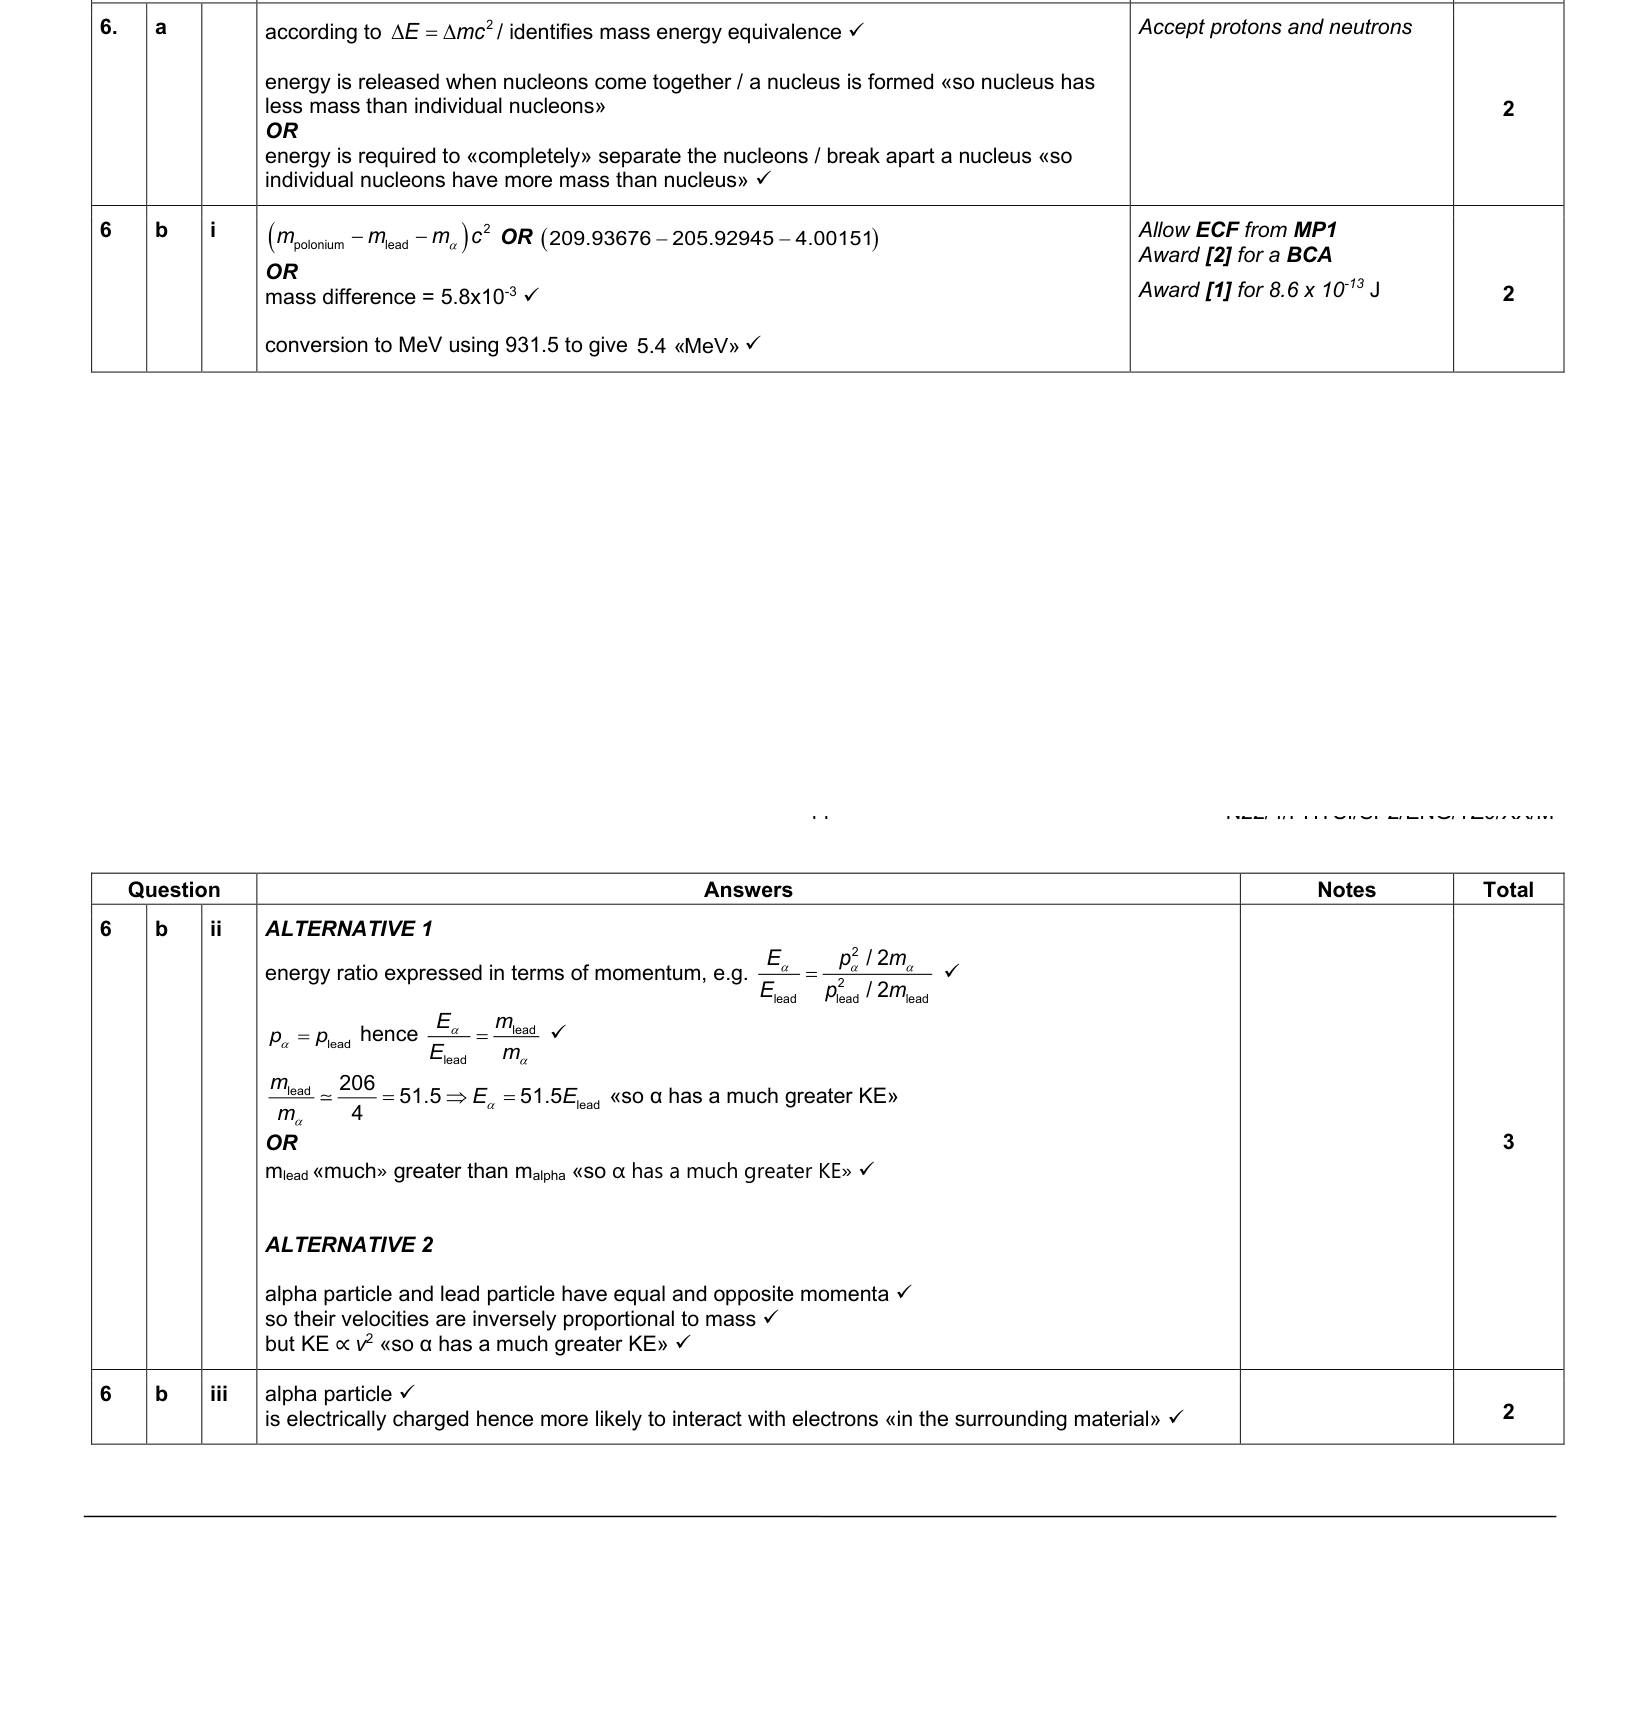 6. a according to ΔE = Δmc² / identifies mass energy equivalence ✓ Accept protons and neutrons
energy is released when nucleons come together / a nucleus is formed «so nucleus has
less mass than individual nucleons»
2
OR
energy is required to «completely» separate the nucleons / break apart a nucleus «so
individual nucleons have more mass than nucleus» ✓
6 b i (m_polonium − m_lead − m_α)c² OR (209.93676 − 205.92945 − 4.00151) Allow ECF from MP1
Award [2] for a BCA
OR
mass difference = 5.8x10⁻³ ✓ Award [1] for 8.6 x 10⁻¹³ J 2
conversion to MeV using 931.5 to give 5.4 «MeV» ✓
Question Answers Notes Total
6 b ii ALTERNATIVE 1
energy ratio expressed in terms of momentum, e.g. E_α / E_lead = (p_α² / 2m_α) / (p_lead² / 2m_lead) ✓
p_α = p_lead hence E_α / E_lead = m_lead / m_α ✓
m_lead / m_α ≃ 206 / 4 = 51.5 ⇒ E_α = 51.5E_lead «so α has a much greater KE»
OR 3
m_lead «much» greater than m_alpha «so α has a much greater KE» ✓
ALTERNATIVE 2
alpha particle and lead particle have equal and opposite momenta ✓
so their velocities are inversely proportional to mass ✓
but KE ∝ v² «so α has a much greater KE» ✓
6 b iii alpha particle ✓
is electrically charged hence more likely to interact with electrons «in the surrounding material» ✓ 2